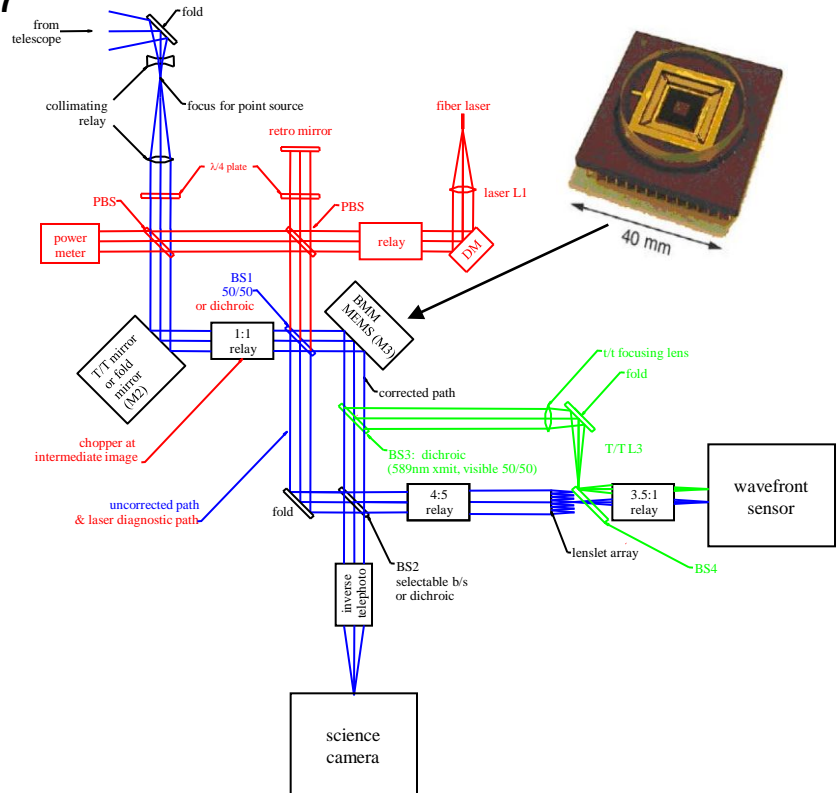 7
fold
from
telescope
collimating
relay
focus for point source
fiber laser
retro mirror
λ/4 plate
laser L1
40 mm
PBS
PBS
power
meter
relay
DM
BS1
50/50
or dichroic
BMM
MEMS (M3)
1:1
relay
T/T mirror
or fold
mirror
(M2)
t/t focusing lens
fold
corrected path
chopper at
intermediate image
BS3: dichroic
(589nm xmit, visible 50/50)
T/T L3
wavefront
sensor
uncorrected path
& laser diagnostic path
fold
4:5
relay
3.5:1
relay
lenslet array
BS4
BS2
selectable b/s
or dichroic
inverse
telephoto
science
camera